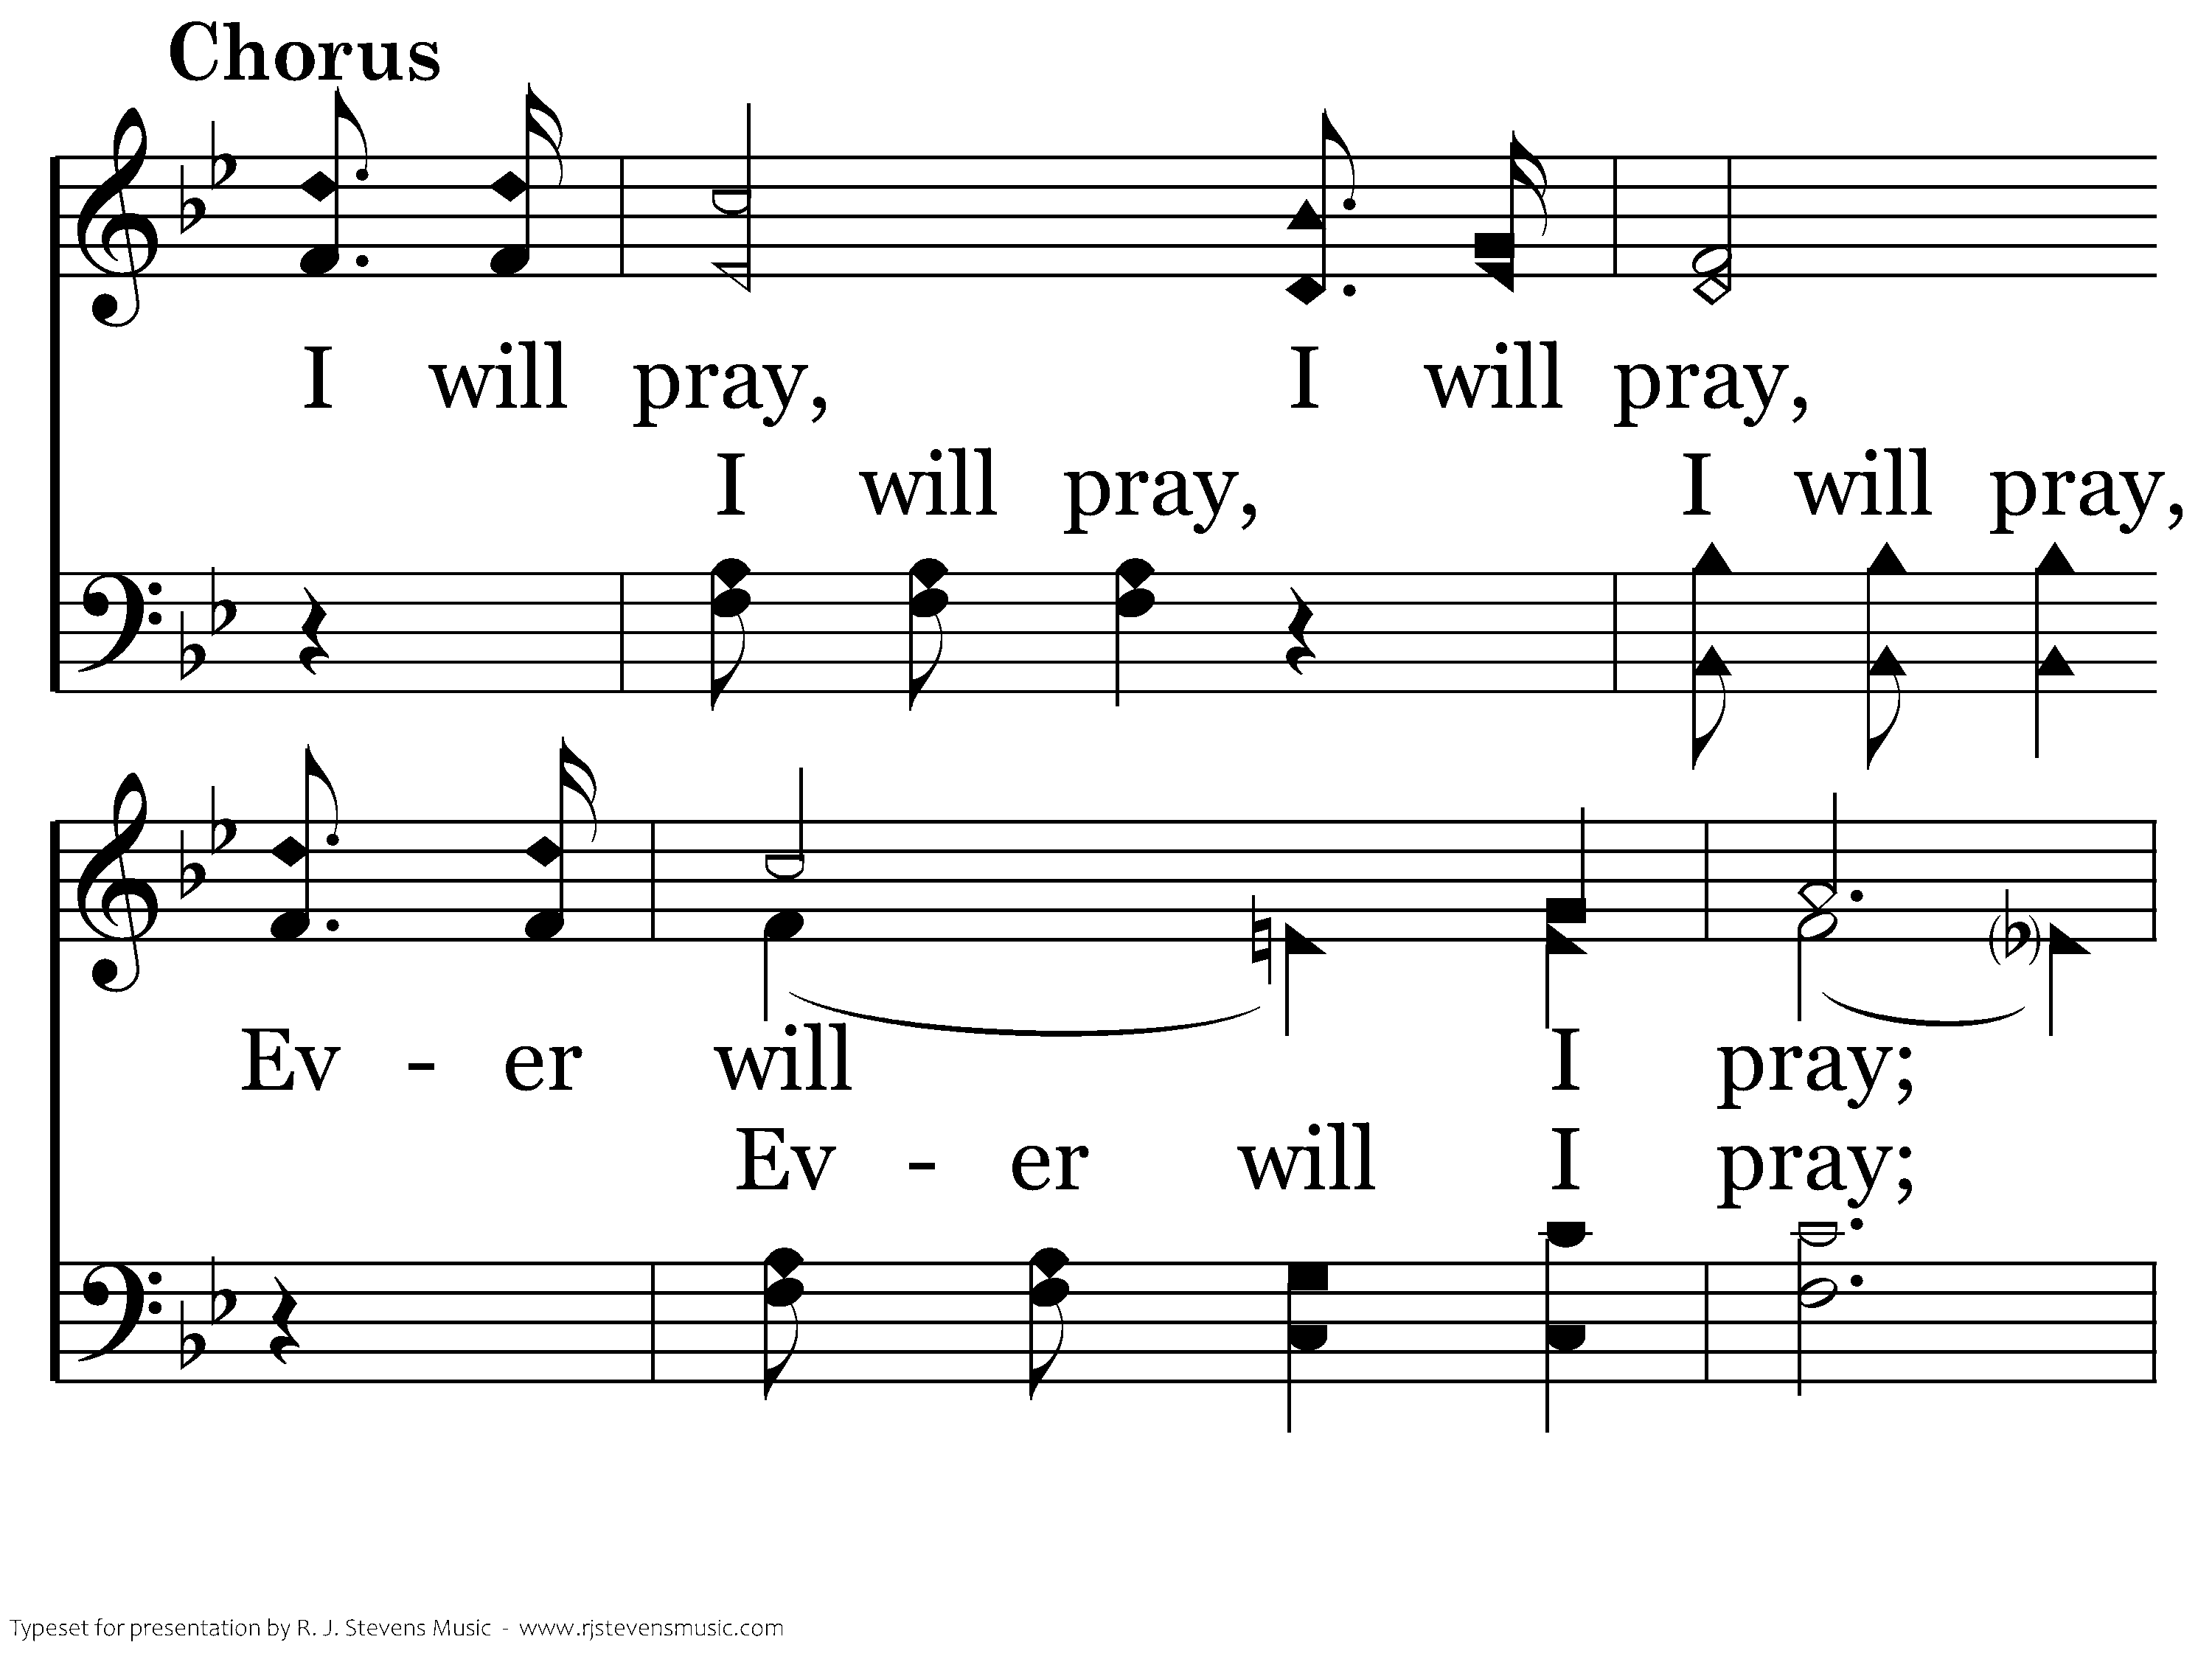 Chorus
I will pray, I will pray,
I will pray, I will pray,
Ev - er will I pray;
Ev - er will I pray;
Typeset for presentation by R. J. Stevens Music - www.rjstevensmusic.com